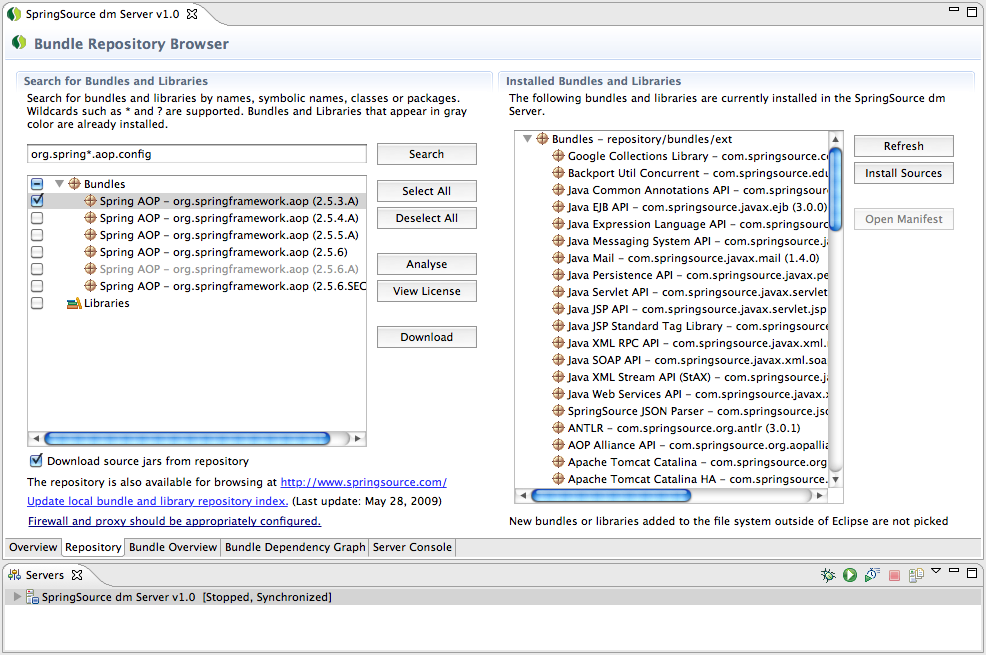 SpringSource dm Server v1.0
Bundle Repository Browser
Search for Bundles and Libraries
Search for bundles and libraries by names, symbolic names, classes or packages.
Wildcards such as * and ? are supported. Bundles and Libraries that appear in gray
color are already installed.
org.spring*.aop.config
Search
Bundles
Spring AOP – org.springframework.aop (2.5.3.A)
Spring AOP – org.springframework.aop (2.5.4.A)
Spring AOP – org.springframework.aop (2.5.5.A)
Spring AOP – org.springframework.aop (2.5.6)
Spring AOP – org.springframework.aop (2.5.6.A)
Spring AOP – org.springframework.aop (2.5.6.SEC
Libraries
Select All
Deselect All
Analyse
View License
Download
Download source jars from repository
The repository is also available for browsing at http://www.springsource.com/
Update local bundle and library repository index. (Last update: May 28, 2009)
Firewall and proxy should be appropriately configured.
Installed Bundles and Libraries
The following bundles and libraries are currently installed in the SpringSource dm
Server.
Bundles – repository/bundles/ext
Google Collections Library – com.springsource.co
Backport Util Concurrent – com.springsource.edu
Java Common Annotations API – com.springsource
Java EJB API – com.springsource.javax.ejb (3.0.0)
Java Expression Language API – com.springsource
Java Messaging System API – com.springsource.j
Java Mail – com.springsource.javax.mail (1.4.0)
Java Persistence API – com.springsource.javax.pe
Java Servlet API – com.springsource.javax.servlet
Java JSP API – com.springsource.javax.servlet.jsp
Java JSP Standard Tag Library – com.springsource
Java XML RPC API – com.springsource.javax.xml.
Java SOAP API – com.springsource.javax.xml.soa
Java XML Stream API (StAX) – com.springsource.j
Java Web Services API – com.springsource.javax.
SpringSource JSON Parser – com.springsource.jso
ANTLR – com.springsource.org.antlr (3.0.1)
AOP Alliance API – com.springsource.org.aopallia
Apache Tomcat Catalina – com.springsource.org
Apache Tomcat Catalina HA – com.springsource.
Refresh
Install Sources
Open Manifest
New bundles or libraries added to the file system outside of Eclipse are not picked
Overview Repository Bundle Overview Bundle Dependency Graph Server Console
Servers
SpringSource dm Server v1.0 [Stopped, Synchronized]